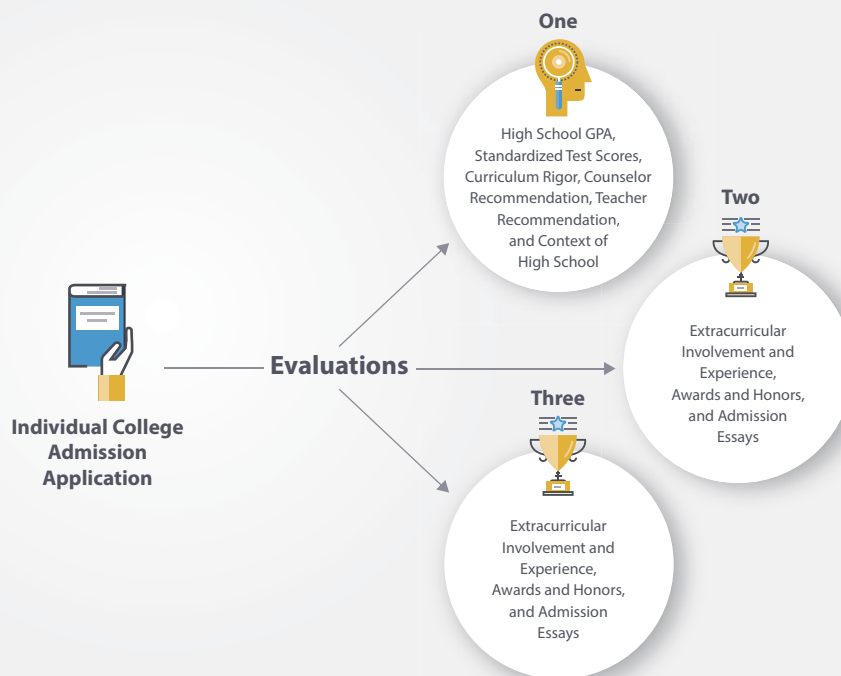 One
High School GPA,
Standardized Test Scores,
Curriculum Rigor, Counselor
Recommendation, Teacher
Recommendation,
and Context of
High School
Two
Extracurricular
Involvement and
Experience,
Awards and Honors,
and Admission
Essays
Evaluations
Individual College
Admission
Application
Three
Extracurricular
Involvement and
Experience,
Awards and Honors,
and Admission
Essays